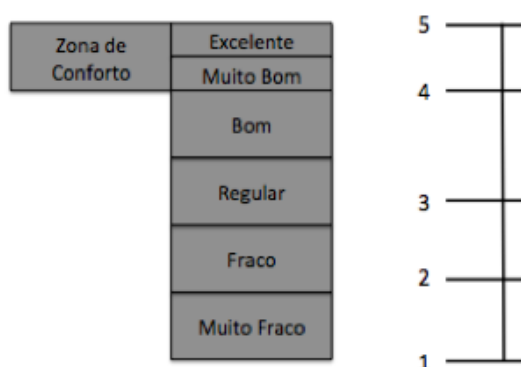 Zona de
Conforto
Excelente
Muito Bom
Bom
Regular
Fraco
Muito Fraco
5
4
3
2
1